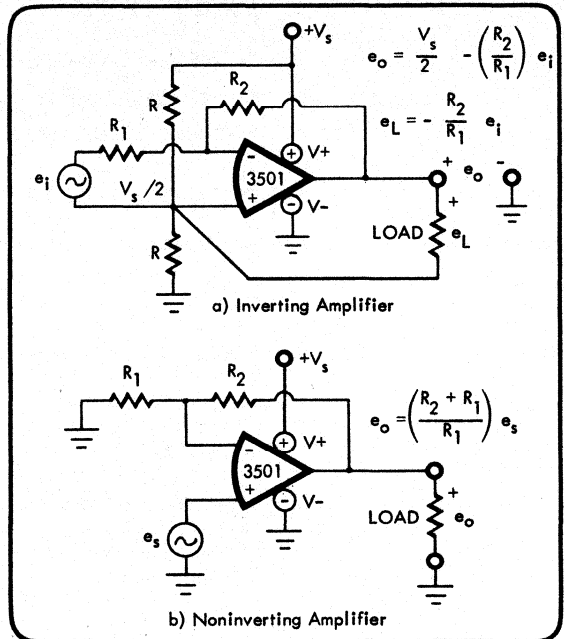 +Vs
eo = Vs/2 - (R2/R1) ei
R2
R
eL = - R2/R1 ei
R1
- + V+
3501
+ eo -
ei
Vs/2
+ - V-
+
LOAD eL
R
a) Inverting Amplifier
+Vs
R1 R2
eo = (R2 + R1/R1) es
- + V+
3501
+ - V-
+
LOAD eo
es
b) Noninverting Amplifier